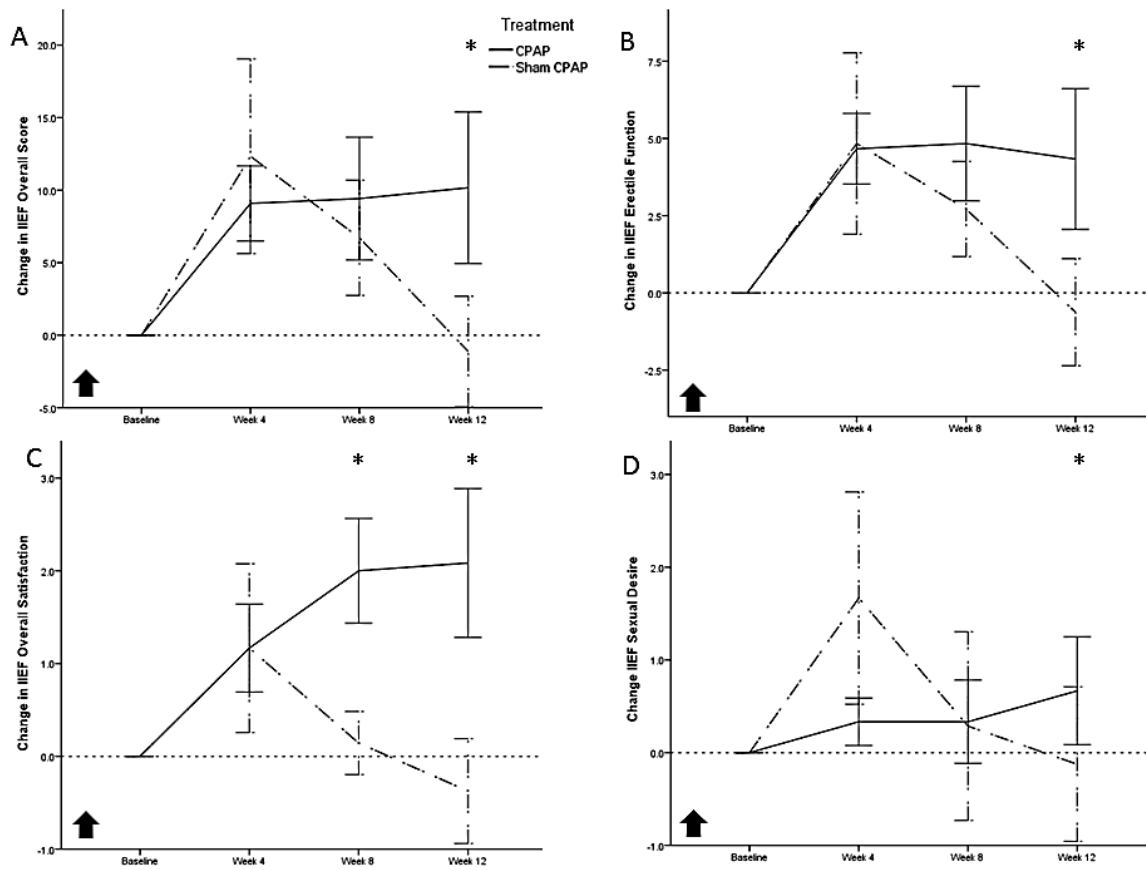 A
Treatment
CPAP
Sham CPAP
*
Change in IIEF Overall Score
20.0
15.0
10.0
5.0
0.0
-5.0
Baseline
Week 4
Week 8
Week 12
B
*
Change in IIEF Erectile Function
7.5
5.0
2.5
0.0
-2.5
Baseline
Week 4
Week 8
Week 12
C
*
*
Change in IIEF Overall Satisfaction
3.0
2.0
1.0
0.0
-1.0
Baseline
Week 4
Week 8
Week 12
D
*
Change IIEF Sexual Desire
3.0
2.0
1.0
0.0
-1.0
Baseline
Week 4
Week 8
Week 12